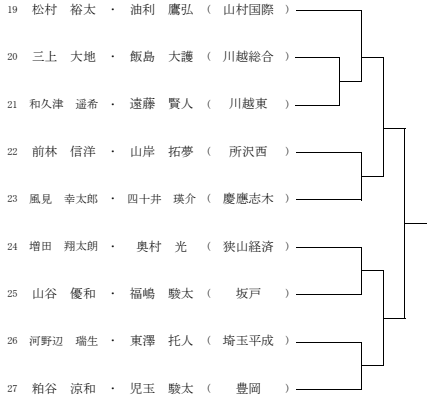 19 松村　裕太 ・ 油利　鷹弘 （ 山村国際 ）
20 三上　大地 ・ 飯島　大護 （ 川越総合 ）
21 和久津　遥希 ・ 遠藤　賢人 （ 川越東 ）
22 前林　信洋 ・ 山岸　拓夢 （ 所沢西 ）
23 風見　幸太郎 ・ 四十井　瑛介 （ 慶應志木 ）
24 増田　翔太朗 ・ 奥村　光 （ 狭山経済 ）
25 山谷　優和 ・ 福嶋　駿太 （ 坂戸 ）
26 河野辺　瑞生 ・ 東澤　托人 （ 埼玉平成 ）
27 粕谷　涼和 ・ 児玉　駿太 （ 豊岡 ）